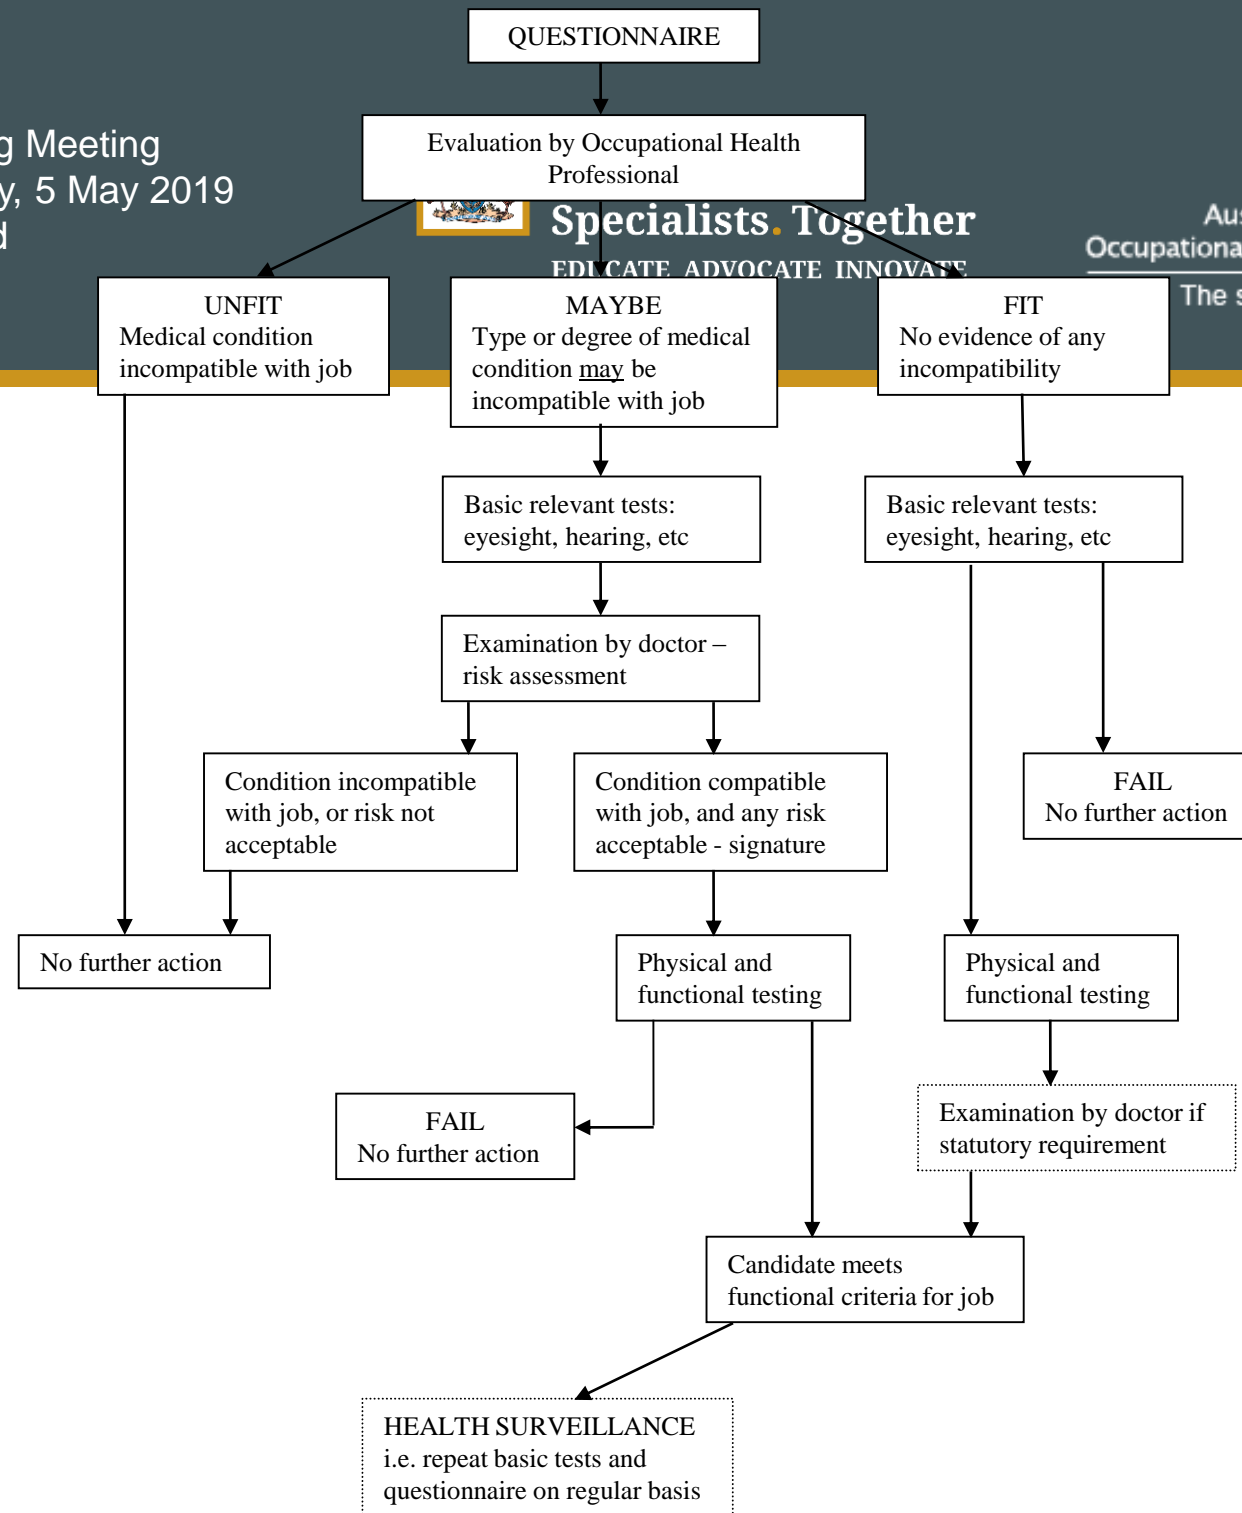 QUESTIONNAIRE
g Meeting
y, 5 May 2019
d
Evaluation by Occupational Health
Professional
Specialists. Together
EDUCATE ADVOCATE INNOVATE
Aus
Occupationa
The s
UNFIT
Medical condition
incompatible with job
MAYBE
Type or degree of medical
condition may be
incompatible with job
FIT
No evidence of any
incompatibility
Basic relevant tests:
eyesight, hearing, etc
Basic relevant tests:
eyesight, hearing, etc
Examination by doctor –
risk assessment
Condition incompatible
with job, or risk not
acceptable
Condition compatible
with job, and any risk
acceptable - signature
FAIL
No further action
No further action
Physical and
functional testing
Physical and
functional testing
FAIL
No further action
Examination by doctor if
statutory requirement
Candidate meets
functional criteria for job
HEALTH SURVEILLANCE
i.e. repeat basic tests and
questionnaire on regular basis